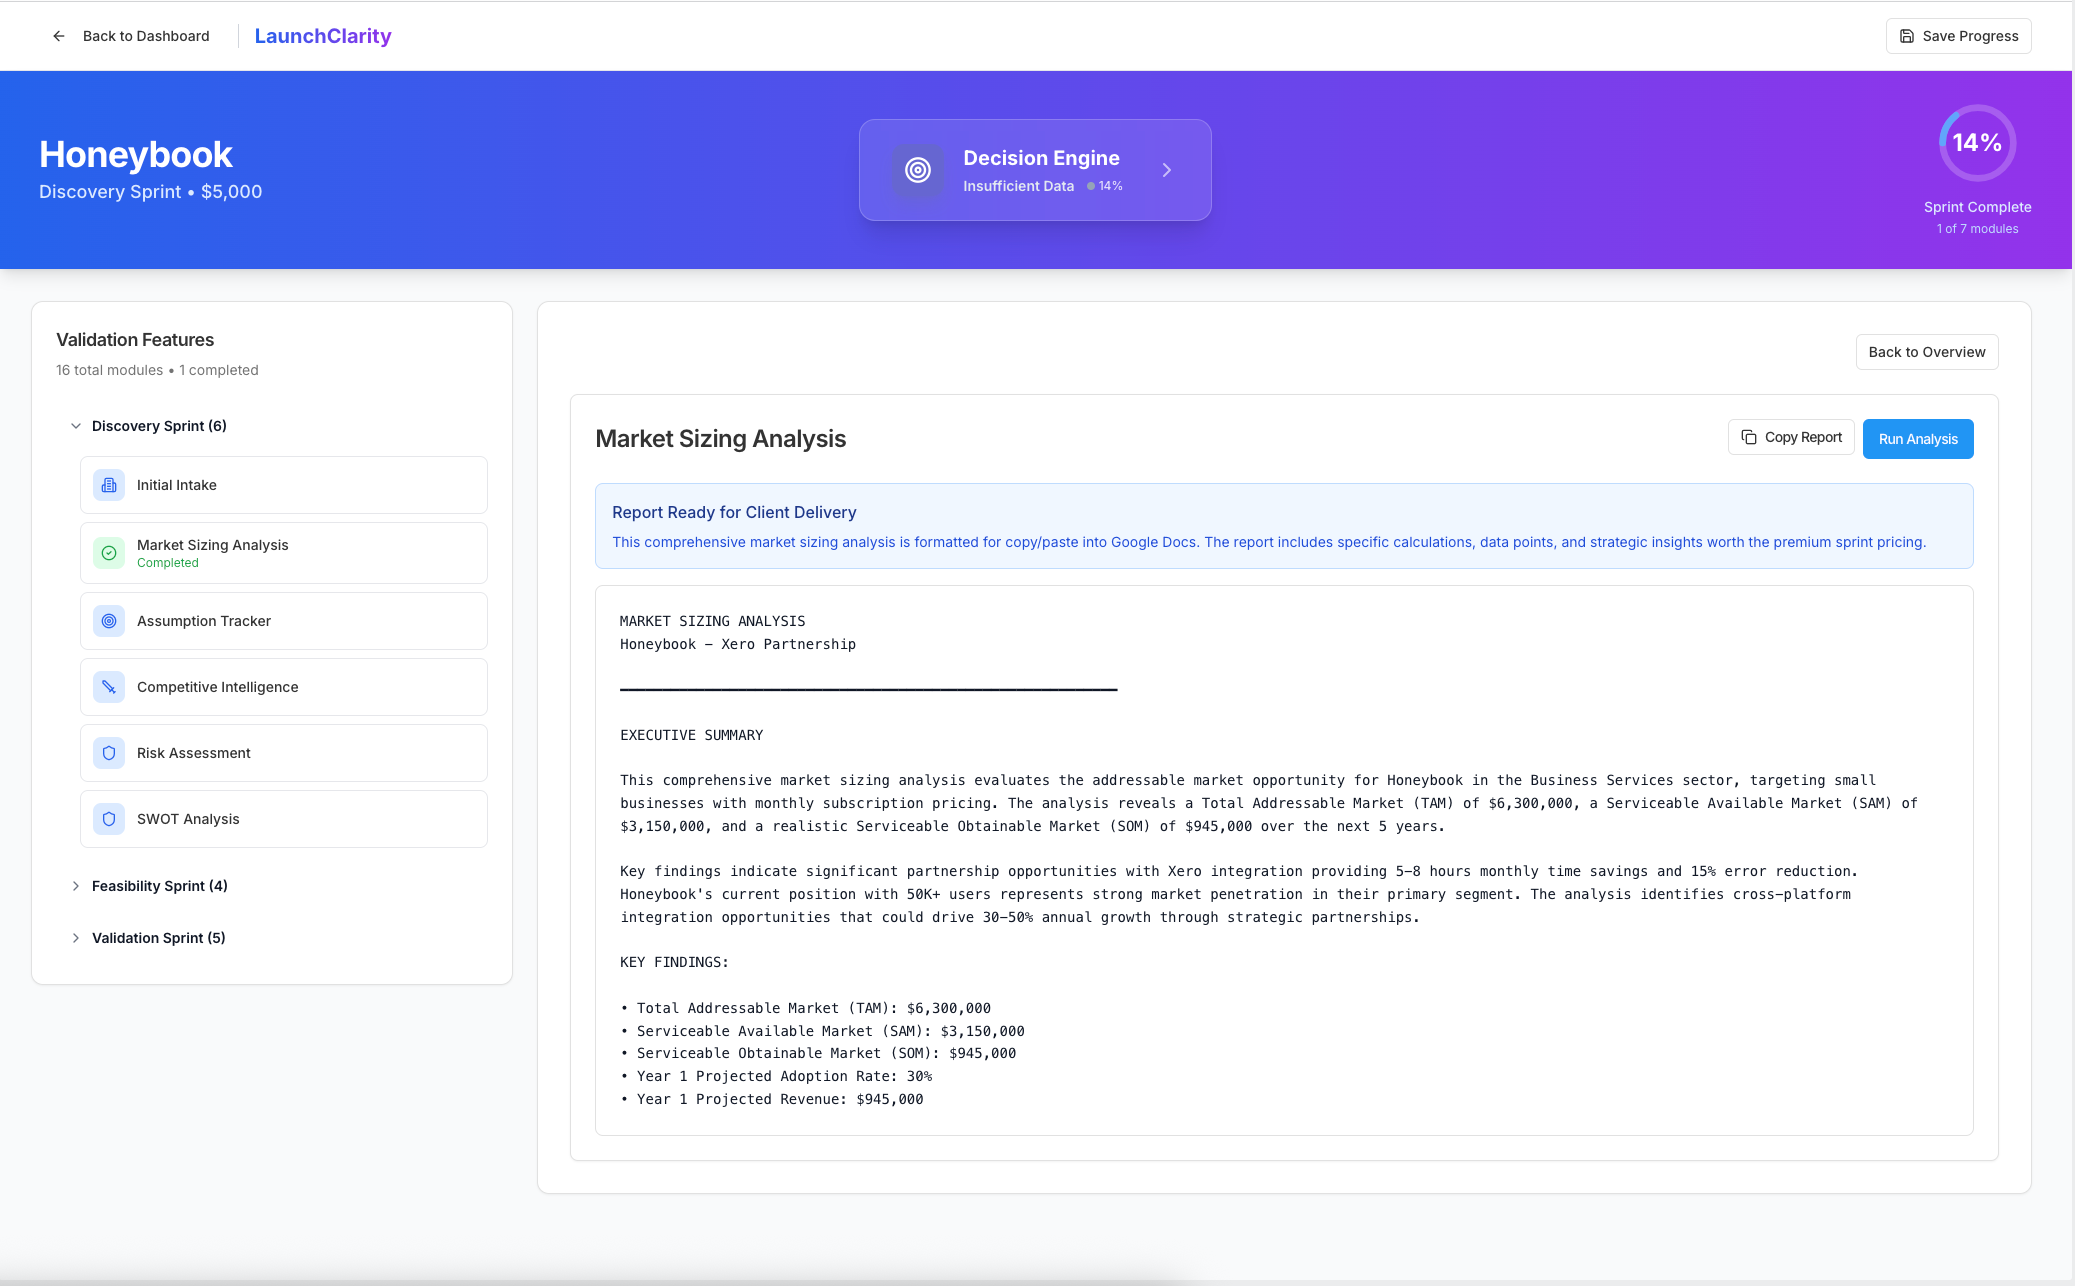 Back to Dashboard
LaunchClarity
Save Progress
Honeybook
Discovery Sprint • $5,000
Decision Engine
Insufficient Data
14%
14%
Sprint Complete
1 of 7 modules
Validation Features
16 total modules • 1 completed
Discovery Sprint (6)
Initial Intake
Market Sizing Analysis
Completed
Assumption Tracker
Competitive Intelligence
Risk Assessment
SWOT Analysis
Feasibility Sprint (4)
Validation Sprint (5)
Back to Overview
Market Sizing Analysis
Copy Report
Run Analysis
Report Ready for Client Delivery
This comprehensive market sizing analysis is formatted for copy/paste into Google Docs. The report includes specific calculations, data points, and strategic insights worth the premium sprint pricing.
MARKET SIZING ANALYSIS
Honeybook - Xero Partnership
EXECUTIVE SUMMARY
This comprehensive market sizing analysis evaluates the addressable market opportunity for Honeybook in the Business Services sector, targeting small
businesses with monthly subscription pricing. The analysis reveals a Total Addressable Market (TAM) of $6,300,000, a Serviceable Available Market (SAM) of
$3,150,000, and a realistic Serviceable Obtainable Market (SOM) of $945,000 over the next 5 years.
Key findings indicate significant partnership opportunities with Xero integration providing 5-8 hours monthly time savings and 15% error reduction.
Honeybook's current position with 50K+ users represents strong market penetration in their primary segment. The analysis identifies cross-platform
integration opportunities that could drive 30-50% annual growth through strategic partnerships.
KEY FINDINGS:
• Total Addressable Market (TAM): $6,300,000
• Serviceable Available Market (SAM): $3,150,000
• Serviceable Obtainable Market (SOM): $945,000
• Year 1 Projected Adoption Rate: 30%
• Year 1 Projected Revenue: $945,000